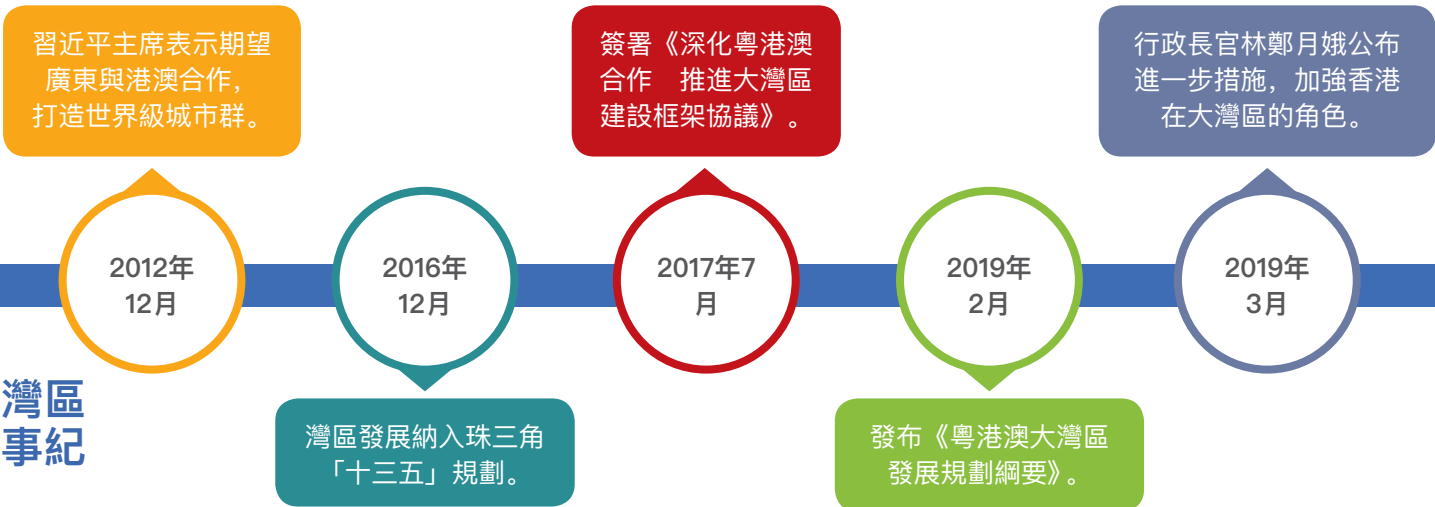 習近平主席表示期望
廣東與港澳合作,
打造世界級城市群。
2012年
12月
2016年
12月
灣區發展納入珠三角
「十三五」規劃。
簽署《深化粵港澳
合作　推進大灣區
建設框架協議》。
2017年7
月
2019年
2月
發布《粵港澳大灣區
發展規劃綱要》。
行政長官林鄭月娥公布
進一步措施，加強香港
在大灣區的角色。
2019年
3月
灣區
事紀